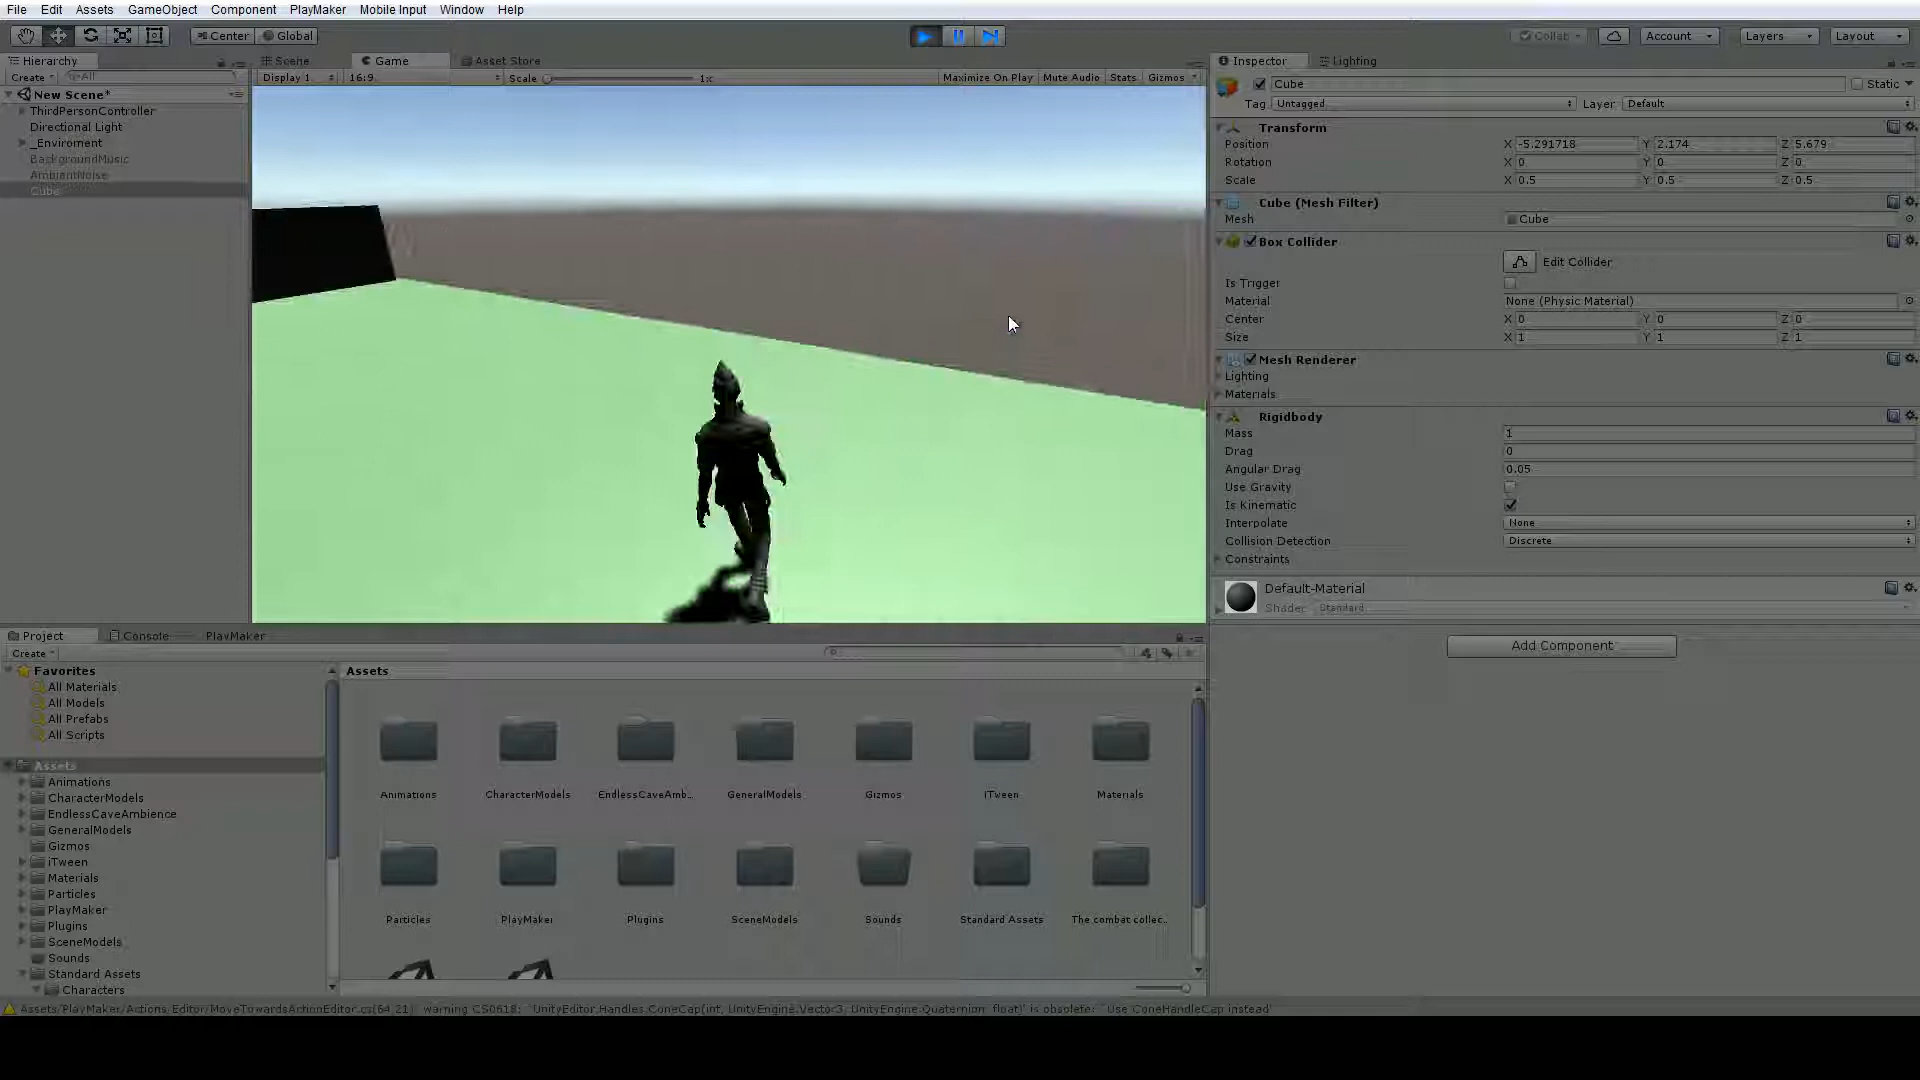 File Edit Assets GameObject Component PlayMaker Mobile Input Window Help
Center Global Collab Account Layers Layout
Hierarchy Scene Game Asset Store Inspector Lighting
Create All Display 1 16:9 Scale 1x Maximize On Play Mute Audio Stats Gizmos
Cube Static
New Scene*
Tag Untagged Layer Default
ThirdPersonController
Directional Light
_Enviroment
BackgroundMusic
AmbientNoise
Cube
Transform
Position X -5.291718 Y 2.174 Z 5.679
Rotation X 0 Y 0 Z 0
Scale X 0.5 Y 0.5 Z 0.5
Cube (Mesh Filter)
Mesh Cube
Box Collider
Edit Collider
Is Trigger
Material None (Physic Material)
Center X 0 Y 0 Z 0
Size X 1 Y 1 Z 1
Mesh Renderer
Lighting
Materials
Rigidbody
Mass 1
Drag 0
Angular Drag 0.05
Use Gravity
Is Kinematic
Interpolate None
Collision Detection Discrete
Constraints
Default-Material
Shader Standard
Add Component
Project Console PlayMaker
Create
Favorites
All Materials
All Models
All Prefabs
All Scripts
Assets
Animations
CharacterModels
EndlessCaveAmbience
GeneralModels
Gizmos
iTween
Materials
Particles
PlayMaker
Plugins
SceneModels
Sounds
Standard Assets
Characters
Assets
Animations CharacterModels EndlessCaveAmb... GeneralModels Gizmos iTween Materials
Particles PlayMaker Plugins SceneModels Sounds Standard Assets The combat collec...
Assets/PlayMaker/Actions.Editor/MoveTowardsActionEditor.cs(64,21): warning CS0618: `UnityEditor.Handles.ConeCap(int, UnityEngine.Vector3, UnityEngine.Quaternion, float)' is obsolete: `Use ConeHandleCap instead'